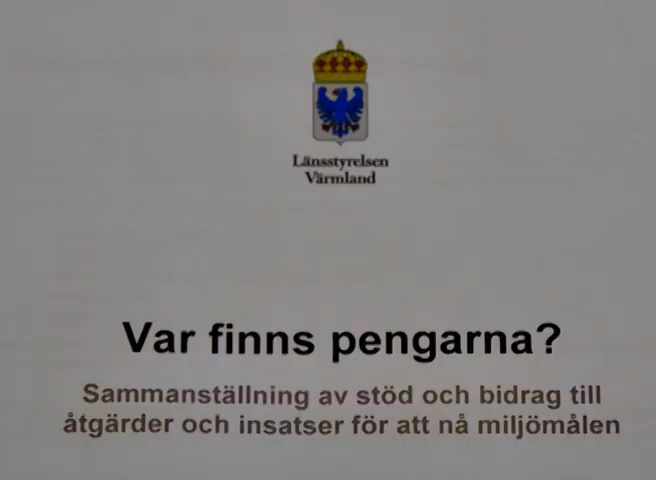 Länsstyrelsen
Värmland
Var finns pengarna?
Sammanställning av stöd och bidrag till
åtgärder och insatser för att nå miljömålen